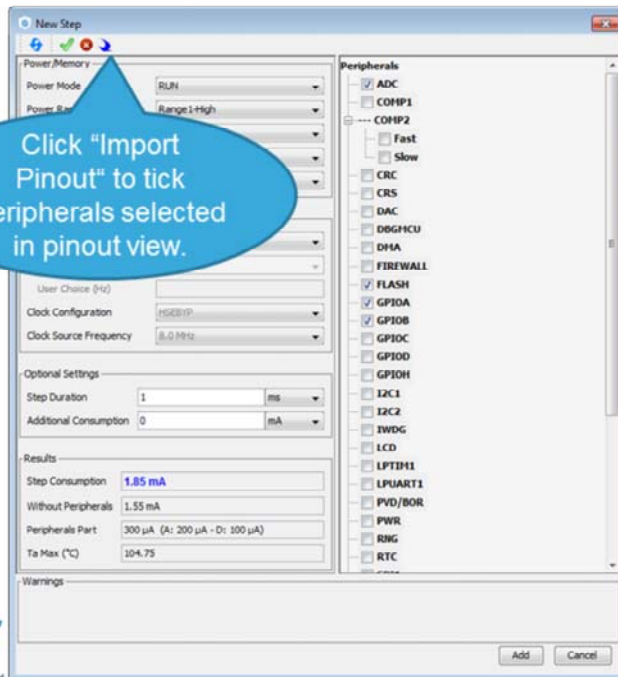 New Step
Power/Memory
Power Mode
RUN
Range1-High
Click “Import
Pinout“ to tick
peripherals selected
in pinout view.
User Choice (Hz)
Clock Configuration
HSEBYP
Clock Source Frequency
8.0 MHz
Optional Settings
Step Duration
1
ms
Additional Consumption
0
mA
Results
Step Consumption
1.85 mA
Without Peripherals
1.55 mA
Peripherals Part
300 µA (A: 200 µA - D: 100 µA)
Ta Max (°C)
104.75
Peripherals
ADC
COMP1
COMP2
Fast
Slow
CRC
CRS
DAC
DBGMCU
DMA
FIREWALL
FLASH
GPIOA
GPIOB
GPIOC
GPIOD
GPIOH
I2C1
I2C2
IWDG
LCD
LPTIM1
LPUART1
PVD/BOR
PWR
RNG
RTC
Warnings
Add
Cancel